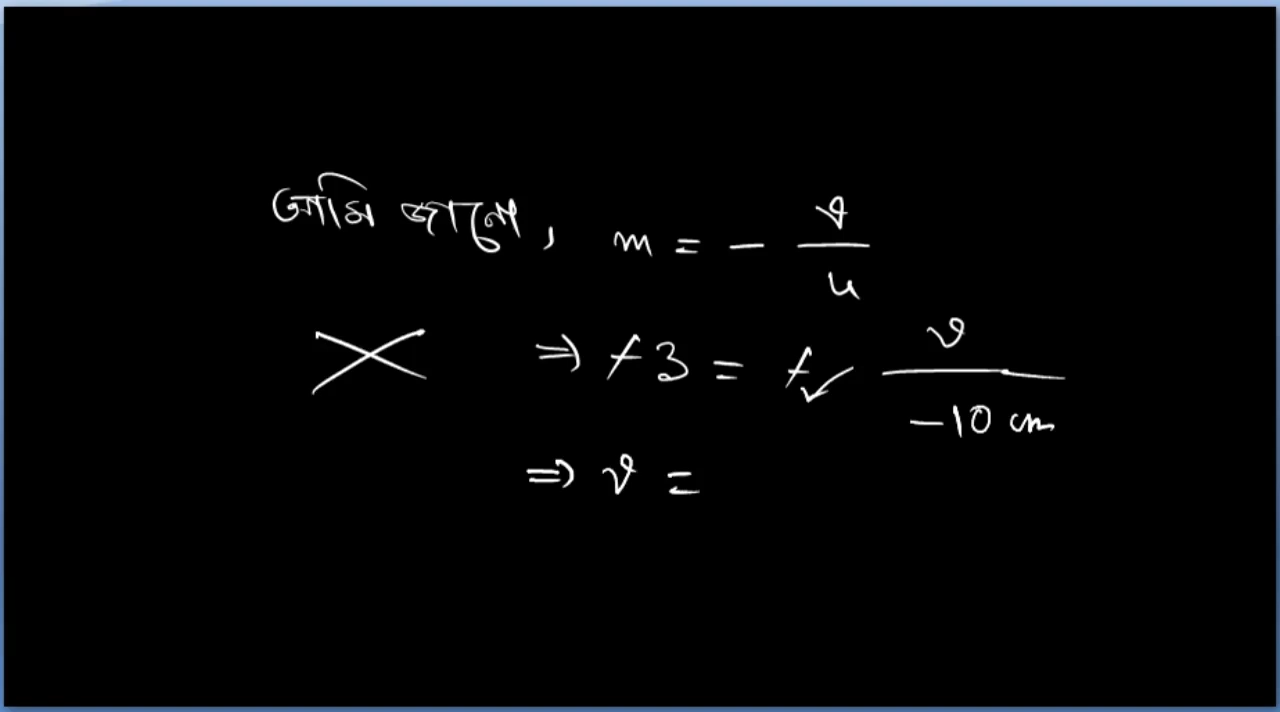 আমি জানো, m = - v/u
⇒ -3 = - v/-10 cm
⇒ v =